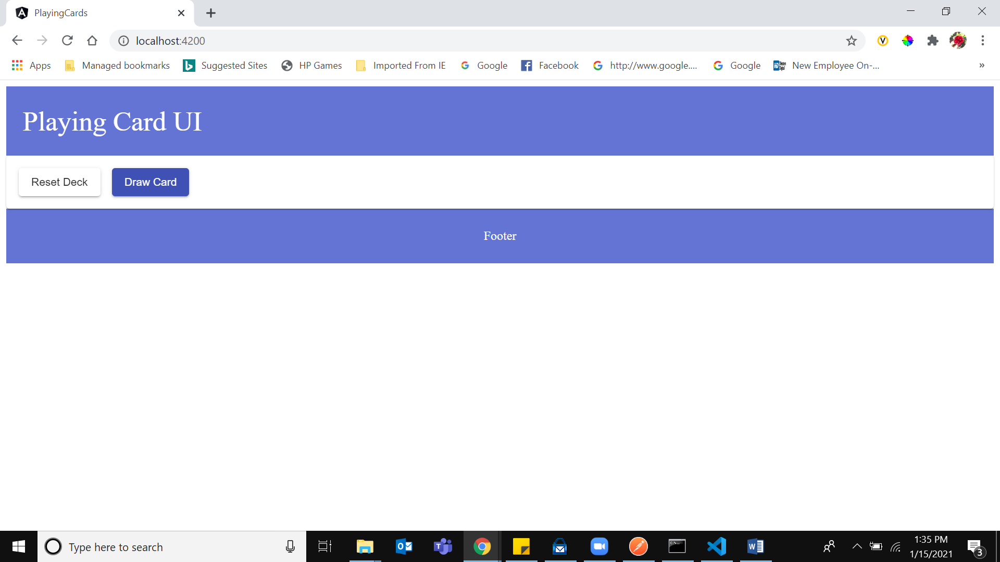 PlayingCards
localhost:4200
Apps
Managed bookmarks
Suggested Sites
HP Games
Imported From IE
Google
Facebook
http://www.google....
Google
New Employee On-...
»
Playing Card UI
Reset Deck
Draw Card
Footer
Type here to search
1:35 PM
1/15/2021
3